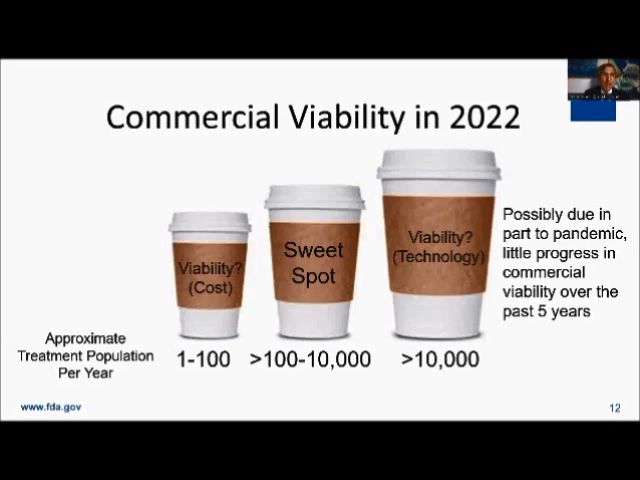 Commercial Viability in 2022
Viability?
(Cost)
Sweet
Spot
Viability?
(Technology)
Possibly due in
part to pandemic,
little progress in
commercial
viability over the
past 5 years
Approximate
Treatment Population
Per Year
1-100
>100-10,000
>10,000
www.fda.gov
12